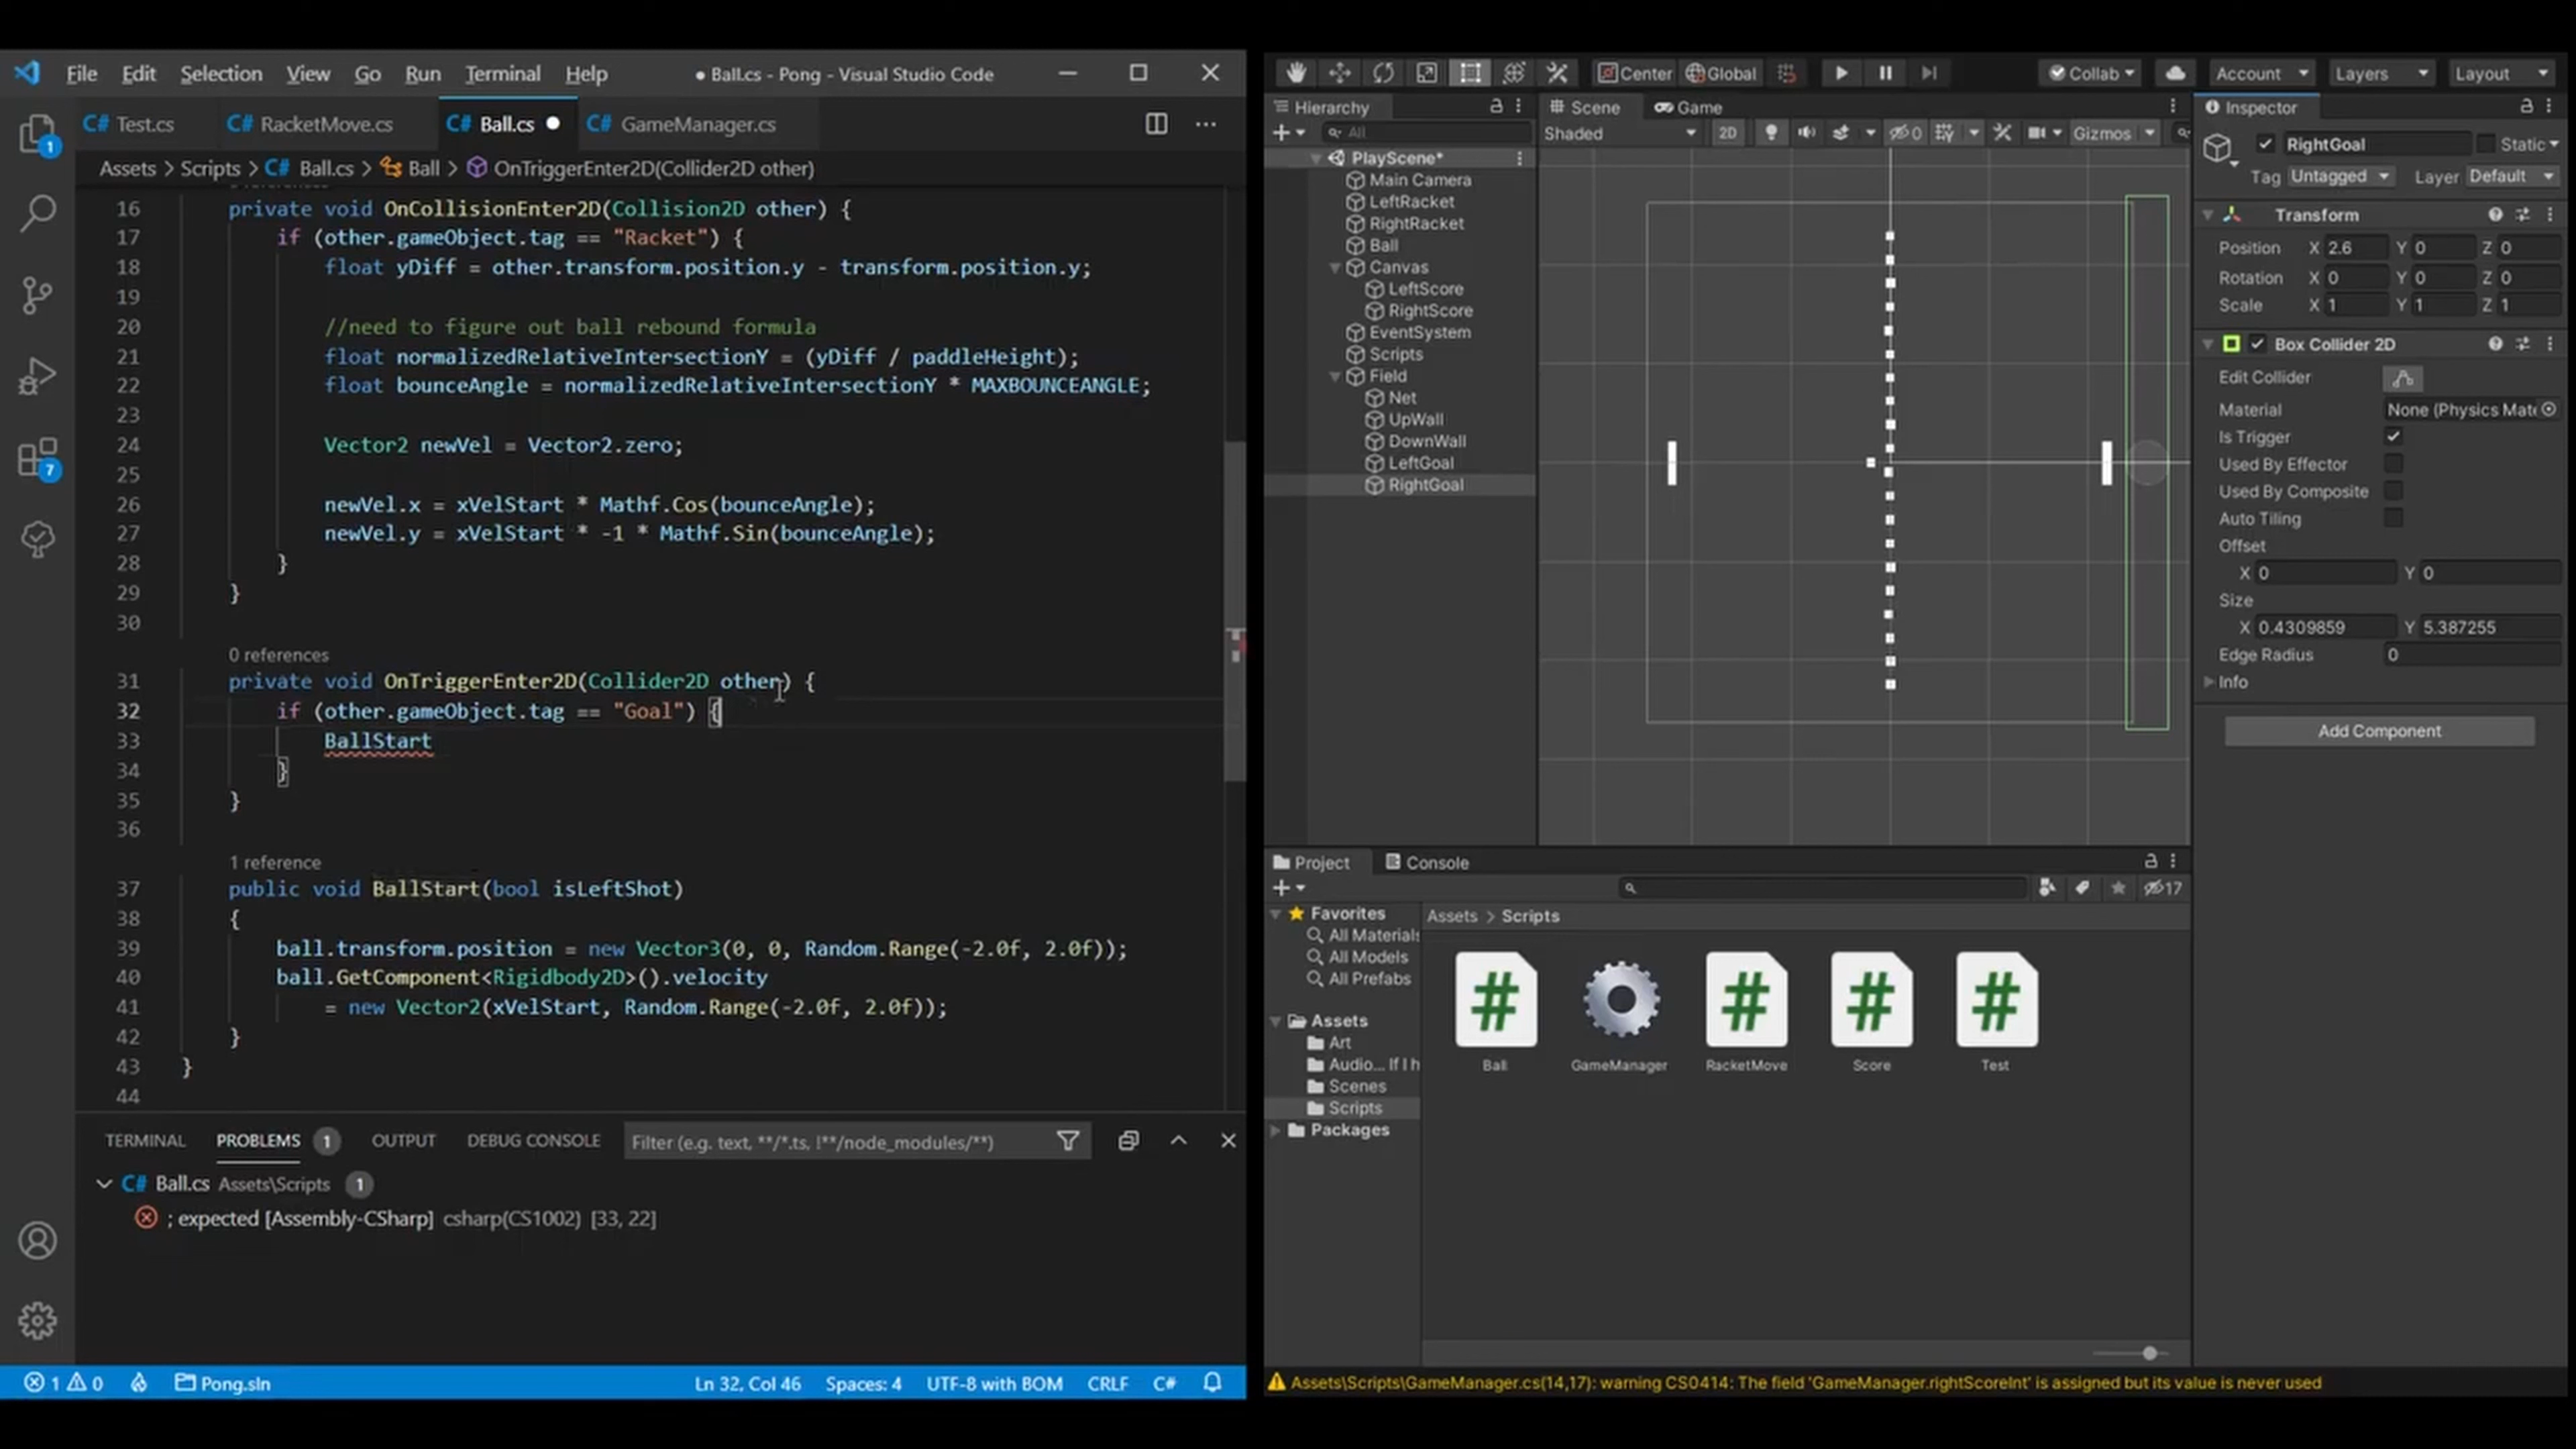 File Edit Selection View Go Run Terminal Help ● Ball.cs - Pong - Visual Studio Code
C# Test.cs C# RacketMove.cs C# Ball.cs ● C# GameManager.cs
Assets > Scripts > C# Ball.cs > Ball > OnTriggerEnter2D(Collider2D other)
16 private void OnCollisionEnter2D(Collision2D other) {
17 if (other.gameObject.tag == "Racket") {
18 float yDiff = other.transform.position.y - transform.position.y;
19
20 //need to figure out ball rebound formula
21 float normalizedRelativeIntersectionY = (yDiff / paddleHeight);
22 float bounceAngle = normalizedRelativeIntersectionY * MAXBOUNCEANGLE;
23
24 Vector2 newVel = Vector2.zero;
25
26 newVel.x = xVelStart * Mathf.Cos(bounceAngle);
27 newVel.y = xVelStart * -1 * Mathf.Sin(bounceAngle);
28 }
29 }
30
0 references
31 private void OnTriggerEnter2D(Collider2D other) {
32 if (other.gameObject.tag == "Goal") {
33 BallStart
34 }
35 }
36
1 reference
37 public void BallStart(bool isLeftShot)
38 {
39 ball.transform.position = new Vector3(0, 0, Random.Range(-2.0f, 2.0f));
40 ball.GetComponent<Rigidbody2D>().velocity
41 = new Vector2(xVelStart, Random.Range(-2.0f, 2.0f));
42 }
43 }
44
TERMINAL PROBLEMS 1 OUTPUT DEBUG CONSOLE Filter (e.g. text, **/*.ts, !**/node_modules/**)
C# Ball.cs Assets\Scripts 1
; expected [Assembly-CSharp] csharp(CS1002) [33, 22]
1 0 Pong.sln Ln 32, Col 46 Spaces: 4 UTF-8 with BOM CRLF C#
1
7
Center Global Collab Account Layers Layout
Hierarchy
All
PlayScene*
Main Camera
LeftRacket
RightRacket
Ball
Canvas
LeftScore
RightScore
EventSystem
Scripts
Field
Net
UpWall
DownWall
LeftGoal
RightGoal
Scene Game
Shaded 2D 0 Gizmos
Inspector
RightGoal Static
Tag Untagged Layer Default
Transform
Position X 2.6 Y 0 Z 0
Rotation X 0 Y 0 Z 0
Scale X 1 Y 1 Z 1
Box Collider 2D
Edit Collider
Material None (Physics Mate
Is Trigger
Used By Effector
Used By Composite
Auto Tiling
Offset
X 0 Y 0
Size
X 0.4309859 Y 5.387255
Edge Radius 0
Info
Add Component
Project Console
17
Favorites
All Materials
All Models
All Prefabs
Assets
Art
Audio... If I h
Scenes
Scripts
Packages
Assets > Scripts
Ball GameManager RacketMove Score Test
Assets\Scripts\GameManager.cs(14,17): warning CS0414: The field 'GameManager.rightScoreInt' is assigned but its value is never used